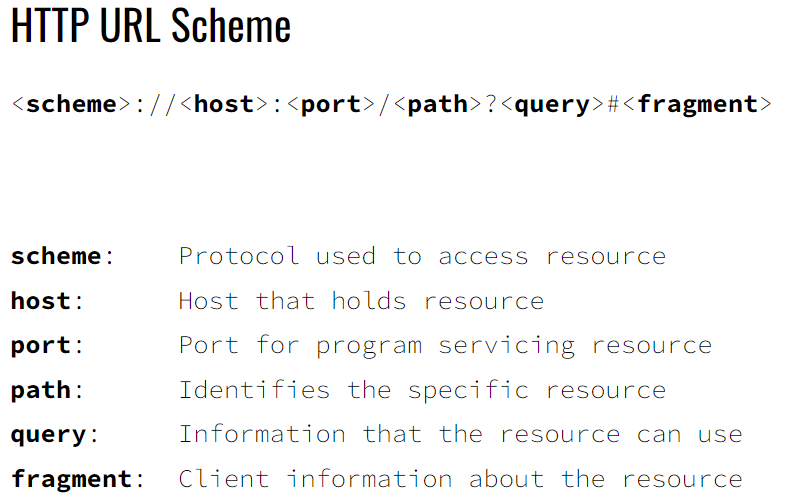 HTTP URL Scheme
<scheme>://<host>:<port>/<path>?<query>#<fragment>
scheme: Protocol used to access resource
host: Host that holds resource
port: Port for program servicing resource
path: Identifies the specific resource
query: Information that the resource can use
fragment: Client information about the resource